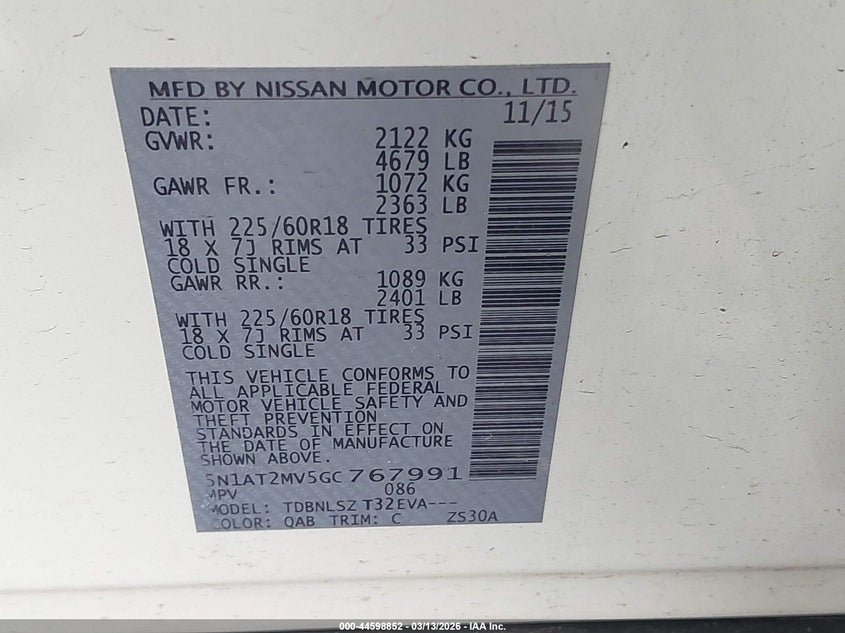 MFD BY NISSAN MOTOR CO., LTD.
DATE: 11/15
GVWR: 2122 KG
4679 LB
GAWR FR.: 1072 KG
2363 LB
WITH 225/60R18 TIRES
18 X 7J RIMS AT 33 PSI
COLD SINGLE
GAWR RR.: 1089 KG
2401 LB
WITH 225/60R18 TIRES
18 X 7J RIMS AT 33 PSI
COLD SINGLE
THIS VEHICLE CONFORMS TO
ALL APPLICABLE FEDERAL
MOTOR VEHICLE SAFETY AND
THEFT PREVENTION
STANDARDS IN EFFECT ON
THE DATE OF MANUFACTURE
SHOWN ABOVE.
5N1AT2MV5GC767991
MPV 086
MODEL: TDBNLSZ T32EVA---
COLOR: QAB TRIM: C ZS30A
000-44598852 - 03/13/2026 - IAA Inc.